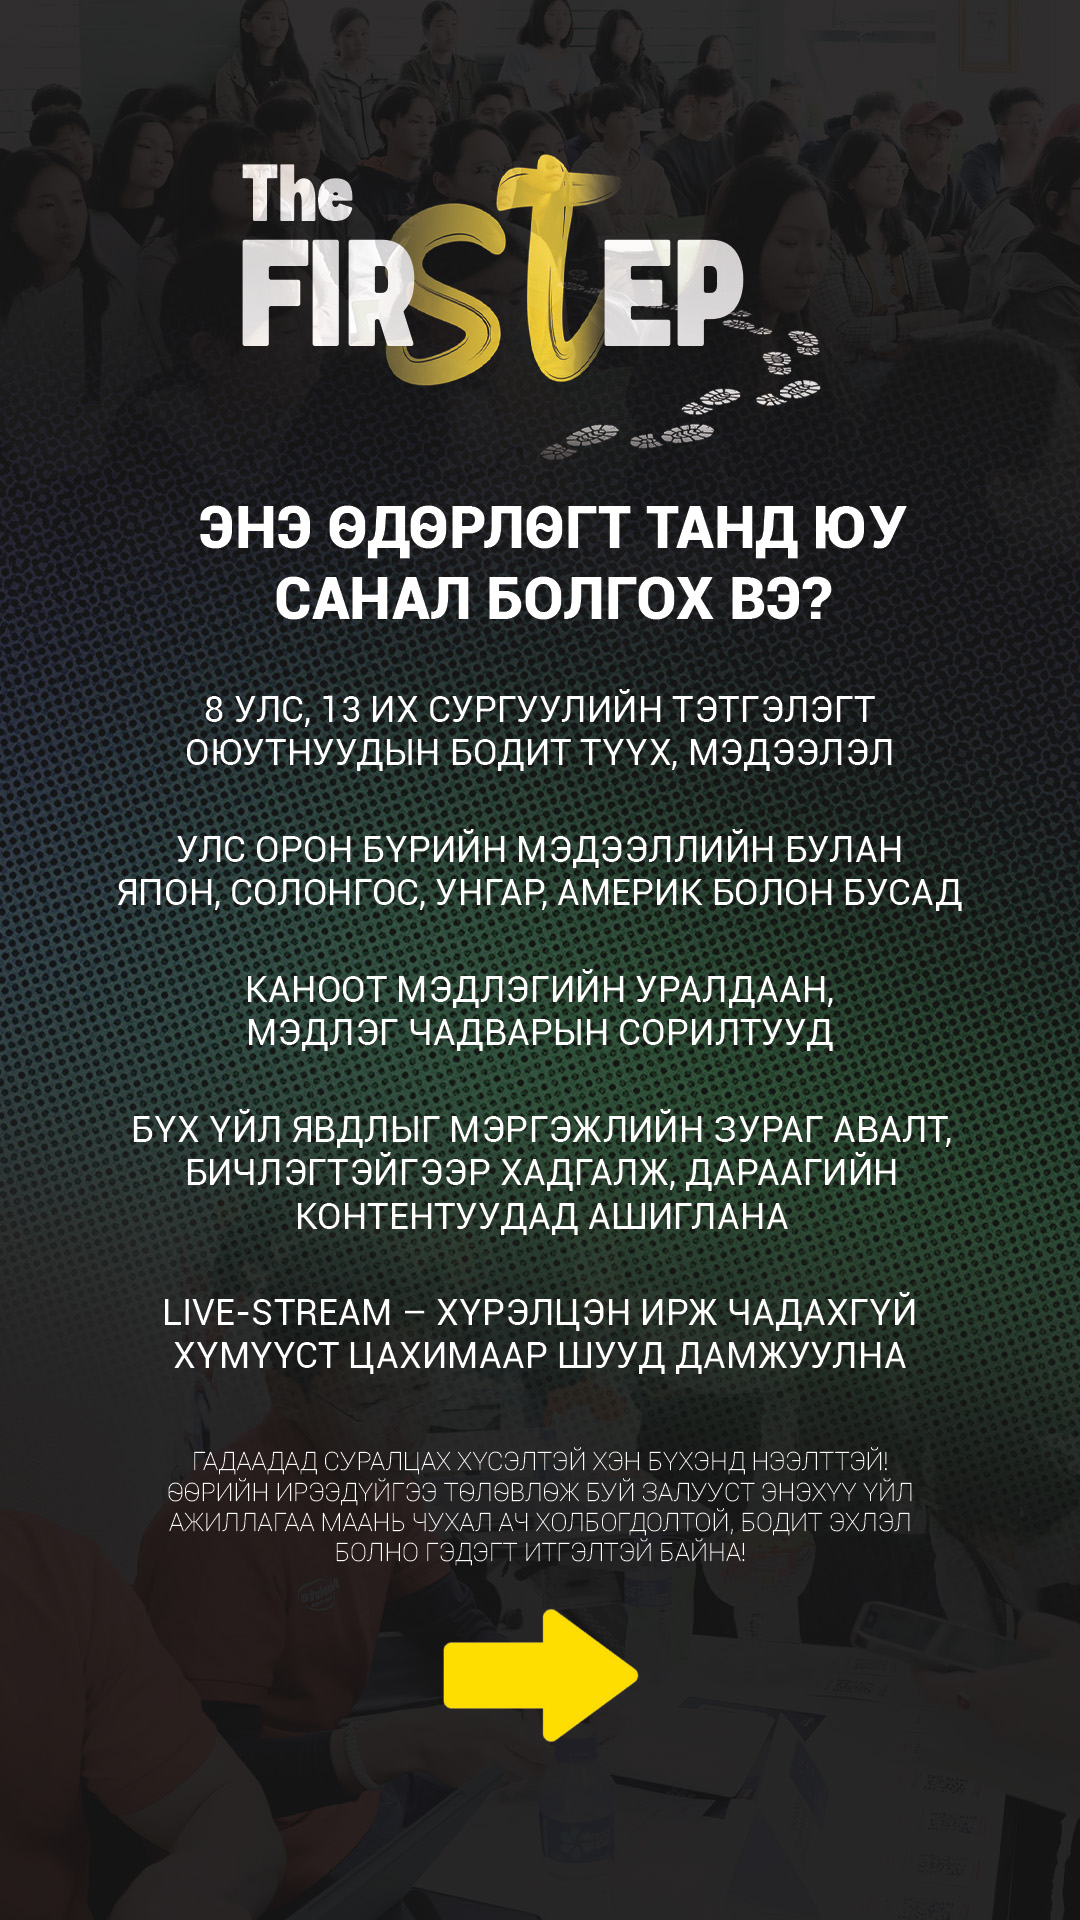 The
FIRSTEP
ЭНЭ ӨДӨРЛӨГТ ТАНД ЮУ
САНАЛ БОЛГОХ ВЭ?
8 УЛС, 13 ИХ СУРГУУЛИЙН ТЭТГЭЛЭГТ
ОЮУТНУУДЫН БОДИТ ТҮҮХ, МЭДЭЭЛЭЛ
УЛС ОРОН БҮРИЙН МЭДЭЭЛЛИЙН БУЛАН
ЯПОН, СОЛОНГОС, УНГАР, АМЕРИК БОЛОН БУСАД
КАНООТ МЭДЛЭГИЙН УРАЛДААН,
МЭДЛЭГ ЧАДВАРЫН СОРИЛТУУД
БҮХ ҮЙЛ ЯВДЛЫГ МЭРГЭЖЛИЙН ЗУРАГ АВАЛТ,
БИЧЛЭГТЭЙГЭЭР ХАДГАЛЖ, ДАРААГИЙН
КОНТЕНТУУДАД АШИГЛАНА
LIVE-STREAM – ХҮРЭЛЦЭН ИРЖ ЧАДАХГҮЙ
ХҮМҮҮСТ ЦАХИМААР ШУУД ДАМЖУУЛНА
ГАДААДАД СУРАЛЦАХ ХҮСЭЛТЭЙ ХЭН БҮХЭНД НЭЭЛТТЭЙ!
ӨӨРИЙН ИРЭЭДҮЙГЭЭ ТӨЛӨВЛӨЖ БУЙ ЗАЛУУСТ ЭНЭХҮҮ ҮЙЛ
АЖИЛЛАГАА МААНЬ ЧУХАЛ АЧ ХОЛБОГДОЛТОЙ, БОДИТ ЭХЛЭЛ
БОЛНО ГЭДЭГТ ИТГЭЛТЭЙ БАЙНА!